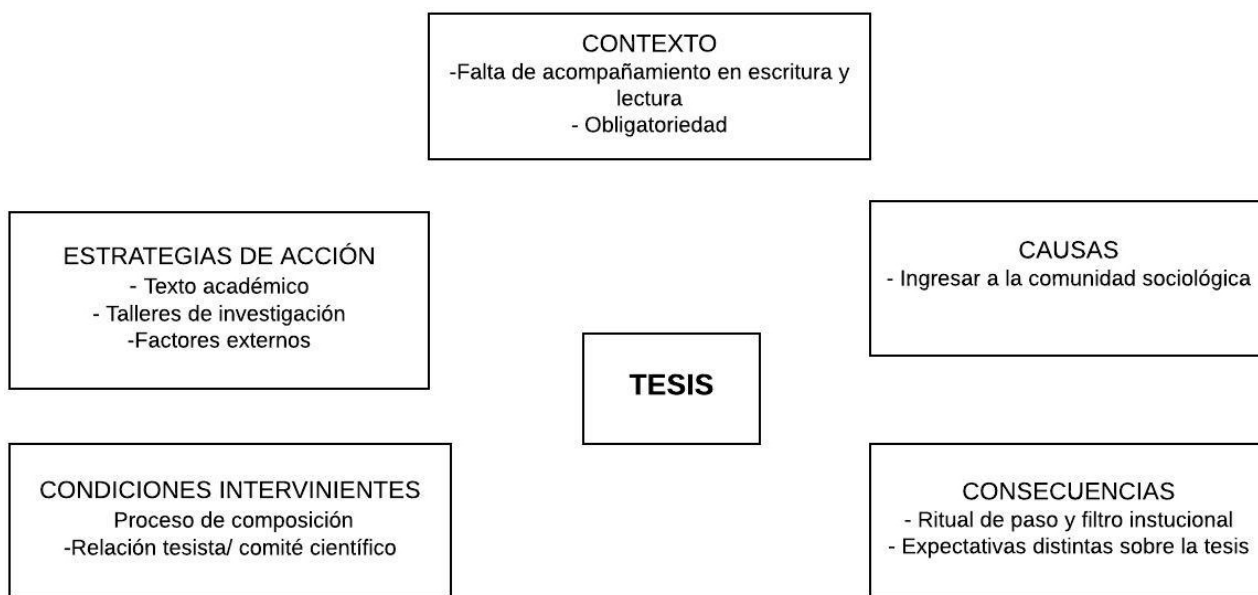 CONTEXTO
-Falta de acompañamiento en escritura y
lectura
- Obligatoriedad
ESTRATEGIAS DE ACCIÓN
- Texto académico
- Talleres de investigación
-Factores externos
CAUSAS
- Ingresar a la comunidad sociológica
TESIS
CONDICIONES INTERVINIENTES
Proceso de composición
-Relación tesista/ comité científico
CONSECUENCIAS
- Ritual de paso y filtro instucional
- Expectativas distintas sobre la tesis